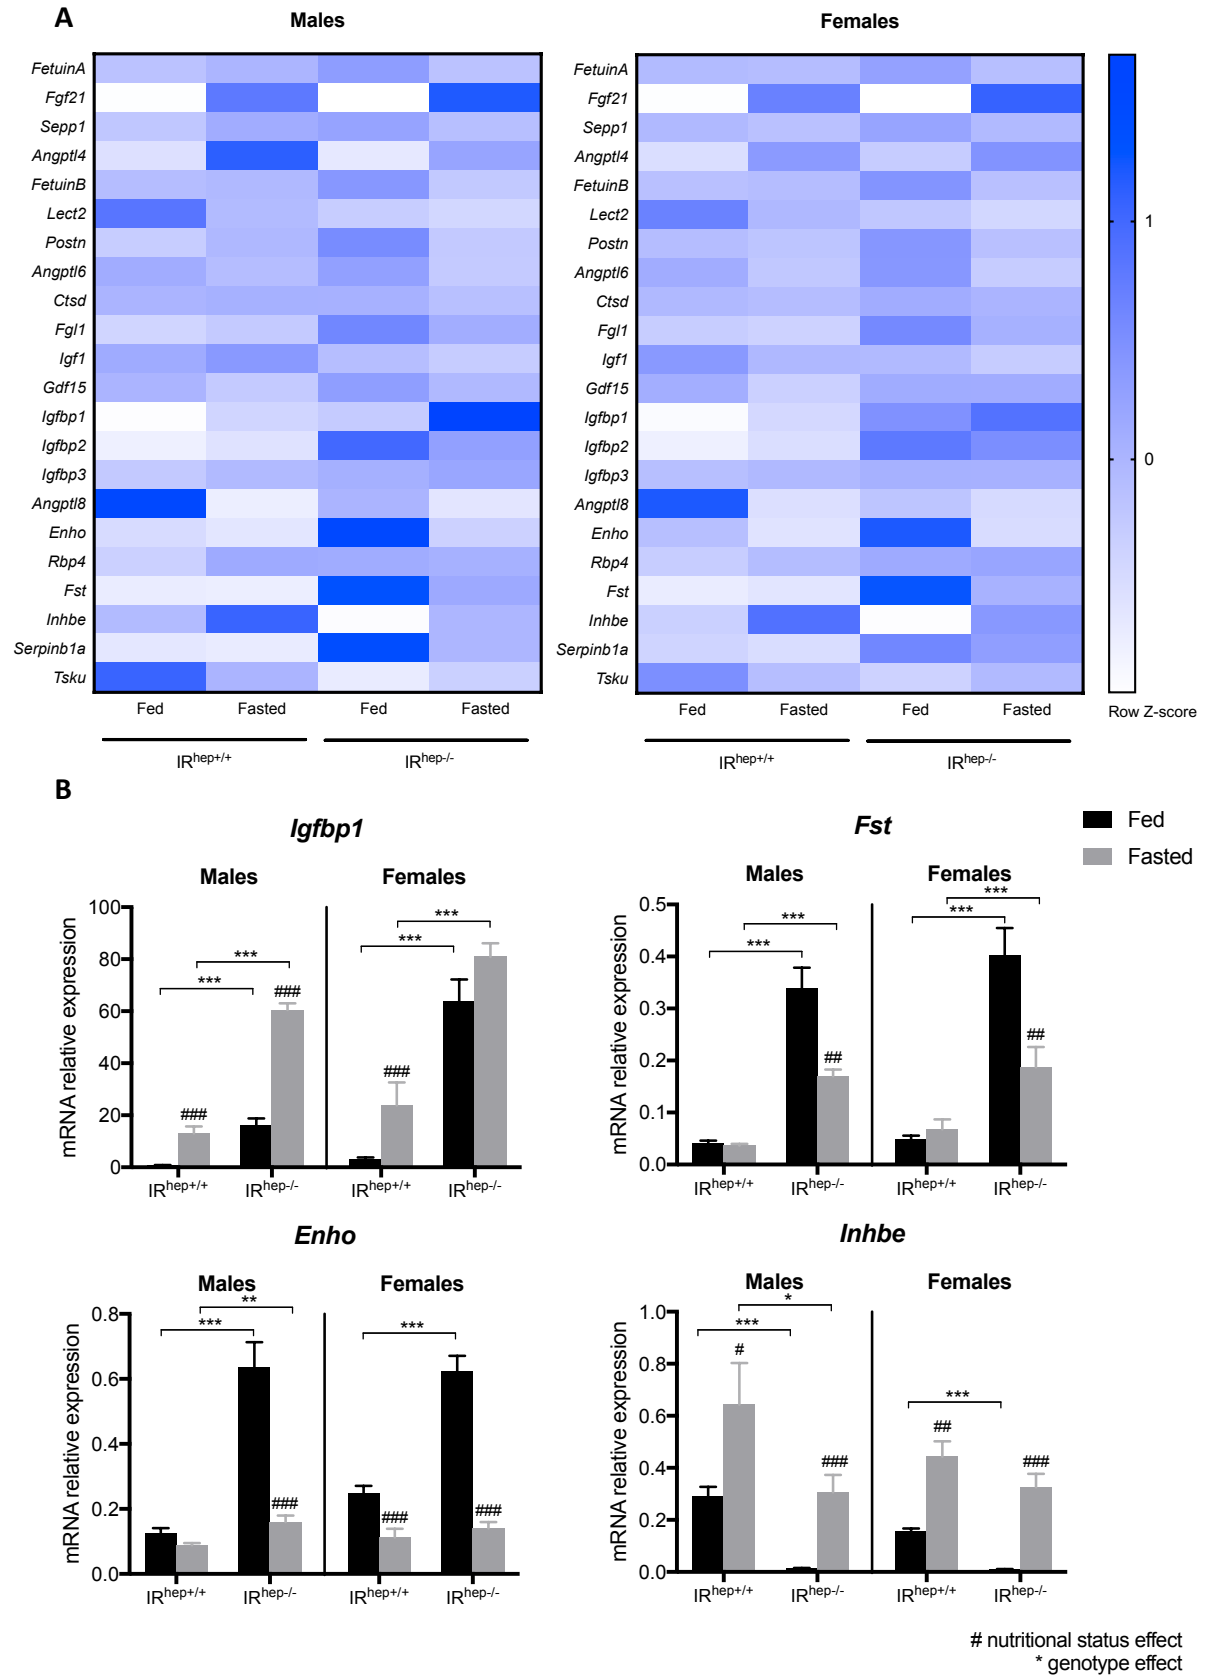 A
Males
Females
FetuinA
Fgf21
Sepp1
Angptl4
FetuinB
Lect2
Postn
Angptl6
Ctsd
Fgl1
Igf1
Gdf15
Igfbp1
Igfbp2
Igfbp3
Angptl8
Enho
Rbp4
Fst
Inhbe
Serpinb1a
Tsku
Fed Fasted Fed Fasted
IRhep+/+ IRhep-/-
FetuinA
Fgf21
Sepp1
Angptl4
FetuinB
Lect2
Postn
Angptl6
Ctsd
Fgl1
Igf1
Gdf15
Igfbp1
Igfbp2
Igfbp3
Angptl8
Enho
Rbp4
Fst
Inhbe
Serpinb1a
Tsku
Fed Fasted Fed Fasted
IRhep+/+ IRhep-/-
1
0
Row Z-score
B
Igfbp1
Males Females
mRNA relative expression
100
80
60
40
20
0
*** ***
*** ***
### ### ###
IRhep+/+ IRhep-/- IRhep+/+ IRhep-/-
Fst
Males Females
mRNA relative expression
0.5
0.4
0.3
0.2
0.1
0.0
*** ***
*** ***
## ##
IRhep+/+ IRhep-/- IRhep+/+ IRhep-/-
Fed
Fasted
Enho
Males Females
mRNA relative expression
0.8
0.6
0.4
0.2
0.0
**
*** ***
### ### ###
IRhep+/+ IRhep-/- IRhep+/+ IRhep-/-
Inhbe
Males Females
mRNA relative expression
1.0
0.8
0.6
0.4
0.2
0.0
*
*** ***
# ### ## ###
IRhep+/+ IRhep-/- IRhep+/+ IRhep-/-
# nutritional status effect
* genotype effect